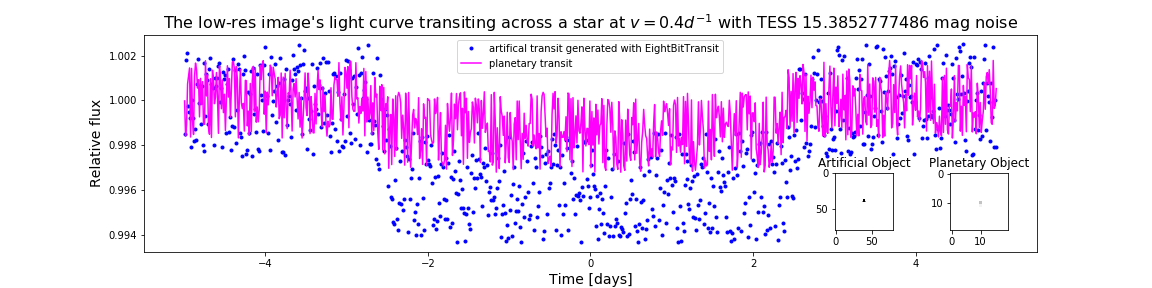 The low-res image's light curve transiting across a star at v = 0.4d⁻¹ with TESS 15.3852777486 mag noise
artifical transit generated with EightBitTransit
planetary transit
Relative flux
1.002
1.000
0.998
0.996
0.994
Artificial Object
Planetary Object
0
50
0 50
0
10
0 10
−4 −2 0 2 4
Time [days]